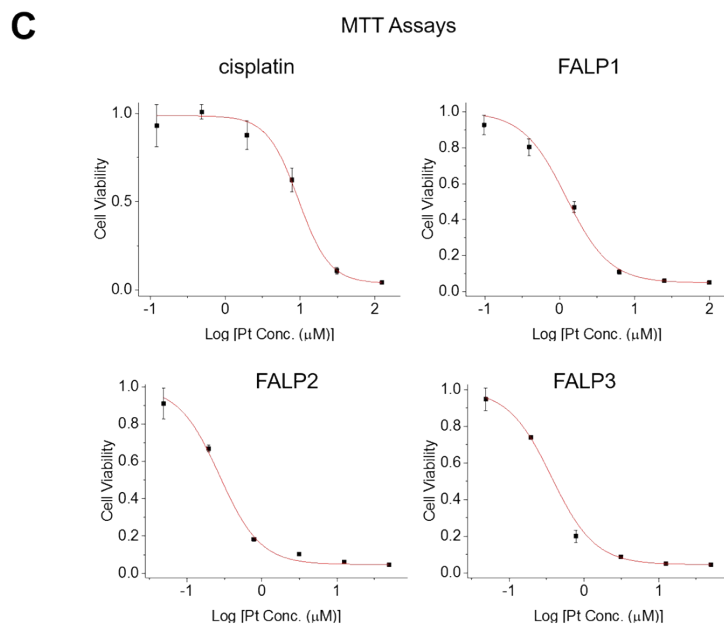 C
MTT Assays
cisplatin
FALP1
1.0
0.5
0.0
Cell Viability
-1 0 1 2
Log [Pt Conc. (μM)]
1.0
0.8
0.6
0.4
0.2
0.0
Cell Viability
-1 0 1 2
Log [Pt Conc. (μM)]
FALP2
FALP3
1.0
0.8
0.6
0.4
0.2
0.0
Cell Viability
-1 0 1
Log [Pt Conc. (μM)]
1.0
0.8
0.6
0.4
0.2
0.0
Cell Viability
-1 0 1
Log [Pt Conc. (μM)]